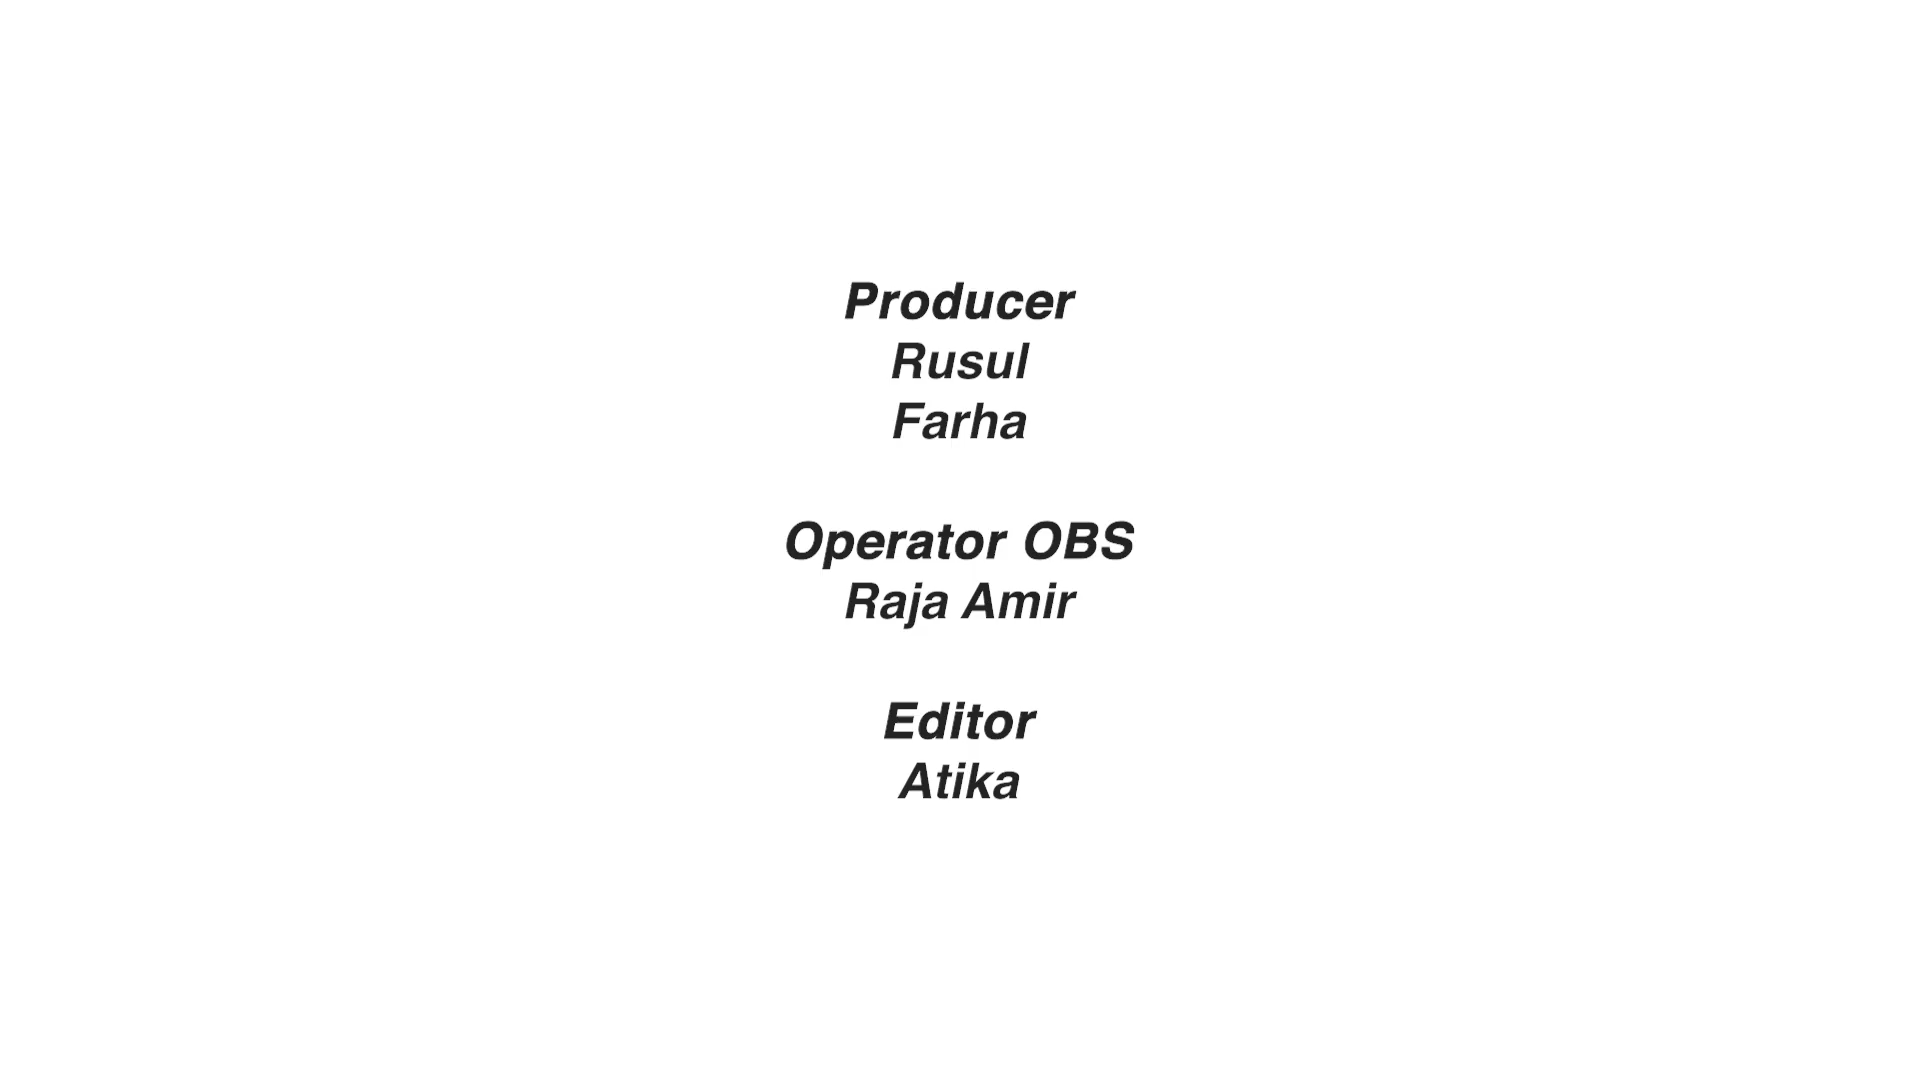 Producer
Rusul
Farha
Operator OBS
Raja Amir
Editor
Atika